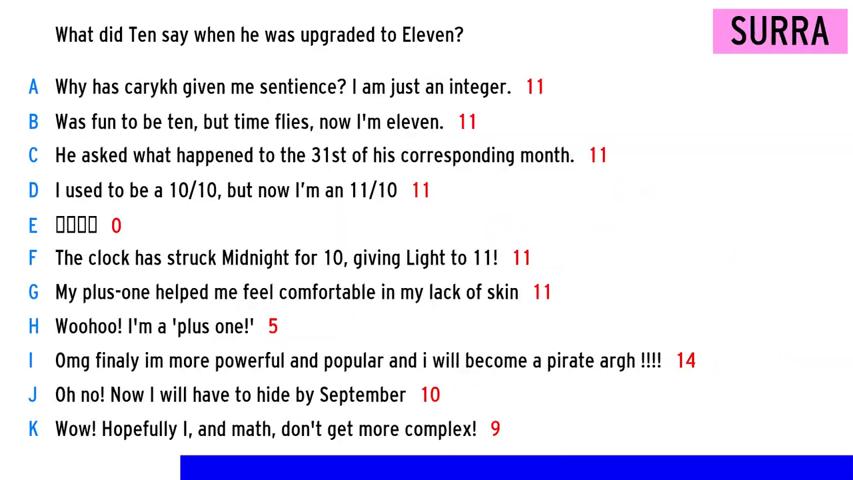 What did Ten say when he was upgraded to Eleven?
SURRA
A Why has carykh given me sentience? I am just an integer. 11
B Was fun to be ten, but time flies, now I'm eleven. 11
C He asked what happened to the 31st of his corresponding month. 11
D I used to be a 10/10, but now I'm an 11/10 11
E ▯▯▯▯ 0
F The clock has struck Midnight for 10, giving Light to 11! 11
G My plus-one helped me feel comfortable in my lack of skin 11
H Woohoo! I'm a 'plus one!' 5
I Omg finaly im more powerful and popular and i will become a pirate argh !!!! 14
J Oh no! Now I will have to hide by September 10
K Wow! Hopefully I, and math, don't get more complex! 9